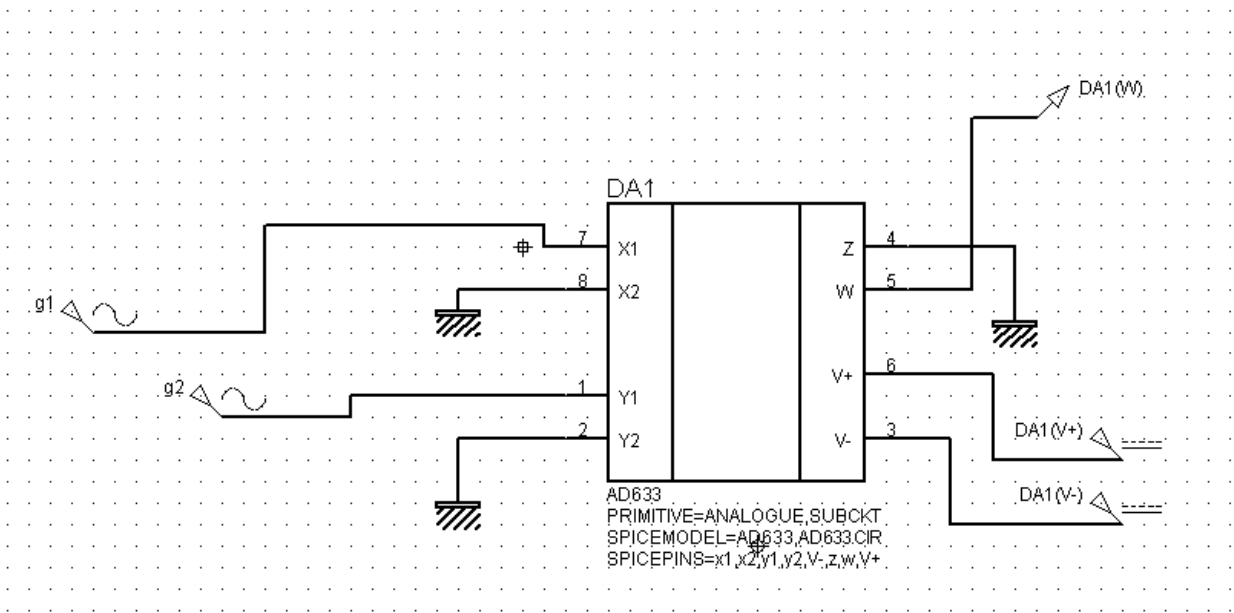 DA1(W)
DA1
7
X1
Z
4
8
X2
W
5
g1
g2
1
Y1
V+
6
2
Y2
V-
3
DA1(V+)
DA1(V-)
AD633
PRIMITIVE=ANALOGUE,SUBCKT
SPICEMODEL=AD633,AD633.CIR
SPICEPINS=x1,x2,y1,y2,V-,z,w,V+